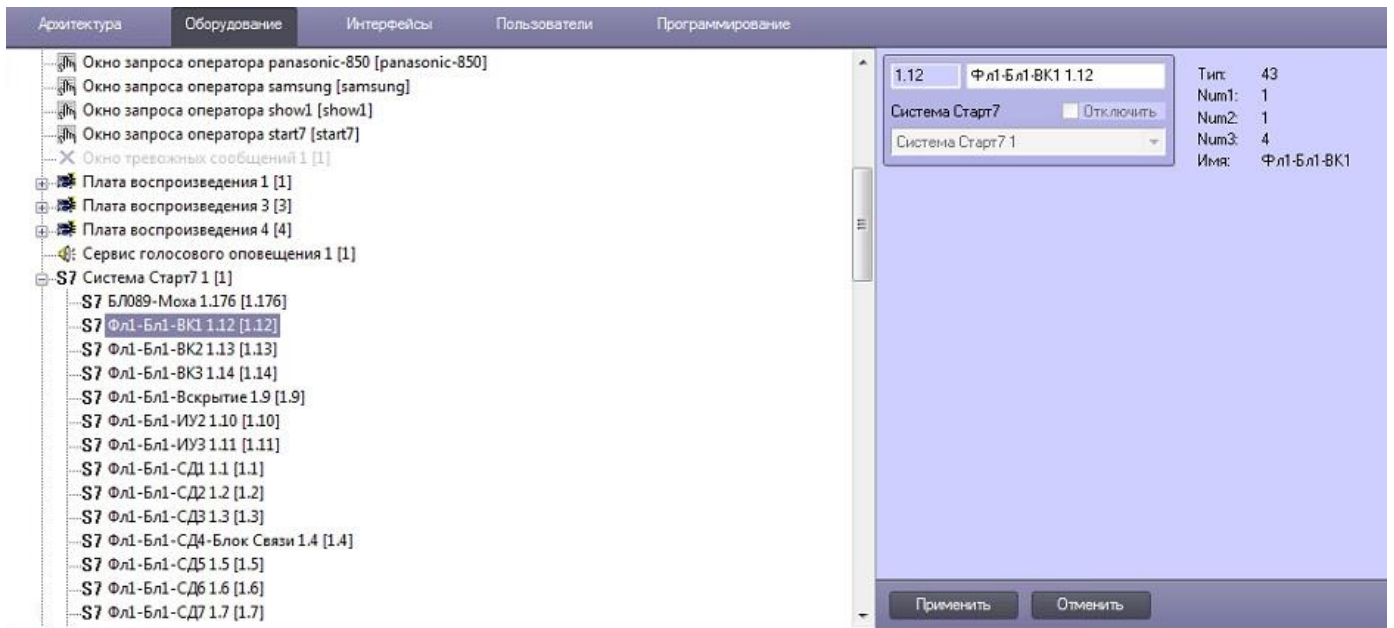 Архитектура Оборудование Интерфейсы Пользователи Программирование
Окно запроса оператора panasonic-850 [panasonic-850]
Окно запроса оператора samsung [samsung]
Окно запроса оператора show1 [show1]
Окно запроса оператора start7 [start7]
Окно тревожных сообщений 1 [1]
Плата воспроизведения 1 [1]
Плата воспроизведения 3 [3]
Плата воспроизведения 4 [4]
Сервис голосового оповещения 1 [1]
S7 Система Старт7 1 [1]
S7 БЛ089-Моха 1.176 [1.176]
S7 Фл1-Бл1-ВК1 1.12 [1.12]
S7 Фл1-Бл1-ВК2 1.13 [1.13]
S7 Фл1-Бл1-ВК3 1.14 [1.14]
S7 Фл1-Бл1-Вскрытие 1.9 [1.9]
S7 Фл1-Бл1-ИУ2 1.10 [1.10]
S7 Фл1-Бл1-ИУ3 1.11 [1.11]
S7 Фл1-Бл1-СД1 1.1 [1.1]
S7 Фл1-Бл1-СД2 1.2 [1.2]
S7 Фл1-Бл1-СД3 1.3 [1.3]
S7 Фл1-Бл1-СД4-Блок Связи 1.4 [1.4]
S7 Фл1-Бл1-СД5 1.5 [1.5]
S7 Фл1-Бл1-СД6 1.6 [1.6]
S7 Фл1-Бл1-СД7 1.7 [1.7]
1.12 Фл1-Бл1-ВК1 1.12
Система Старт7 Отключить
Система Старт7 1
Тип: 43
Num1: 1
Num2: 1
Num3: 4
Имя: Фл1-Бл1-ВК1
Применить Отменить